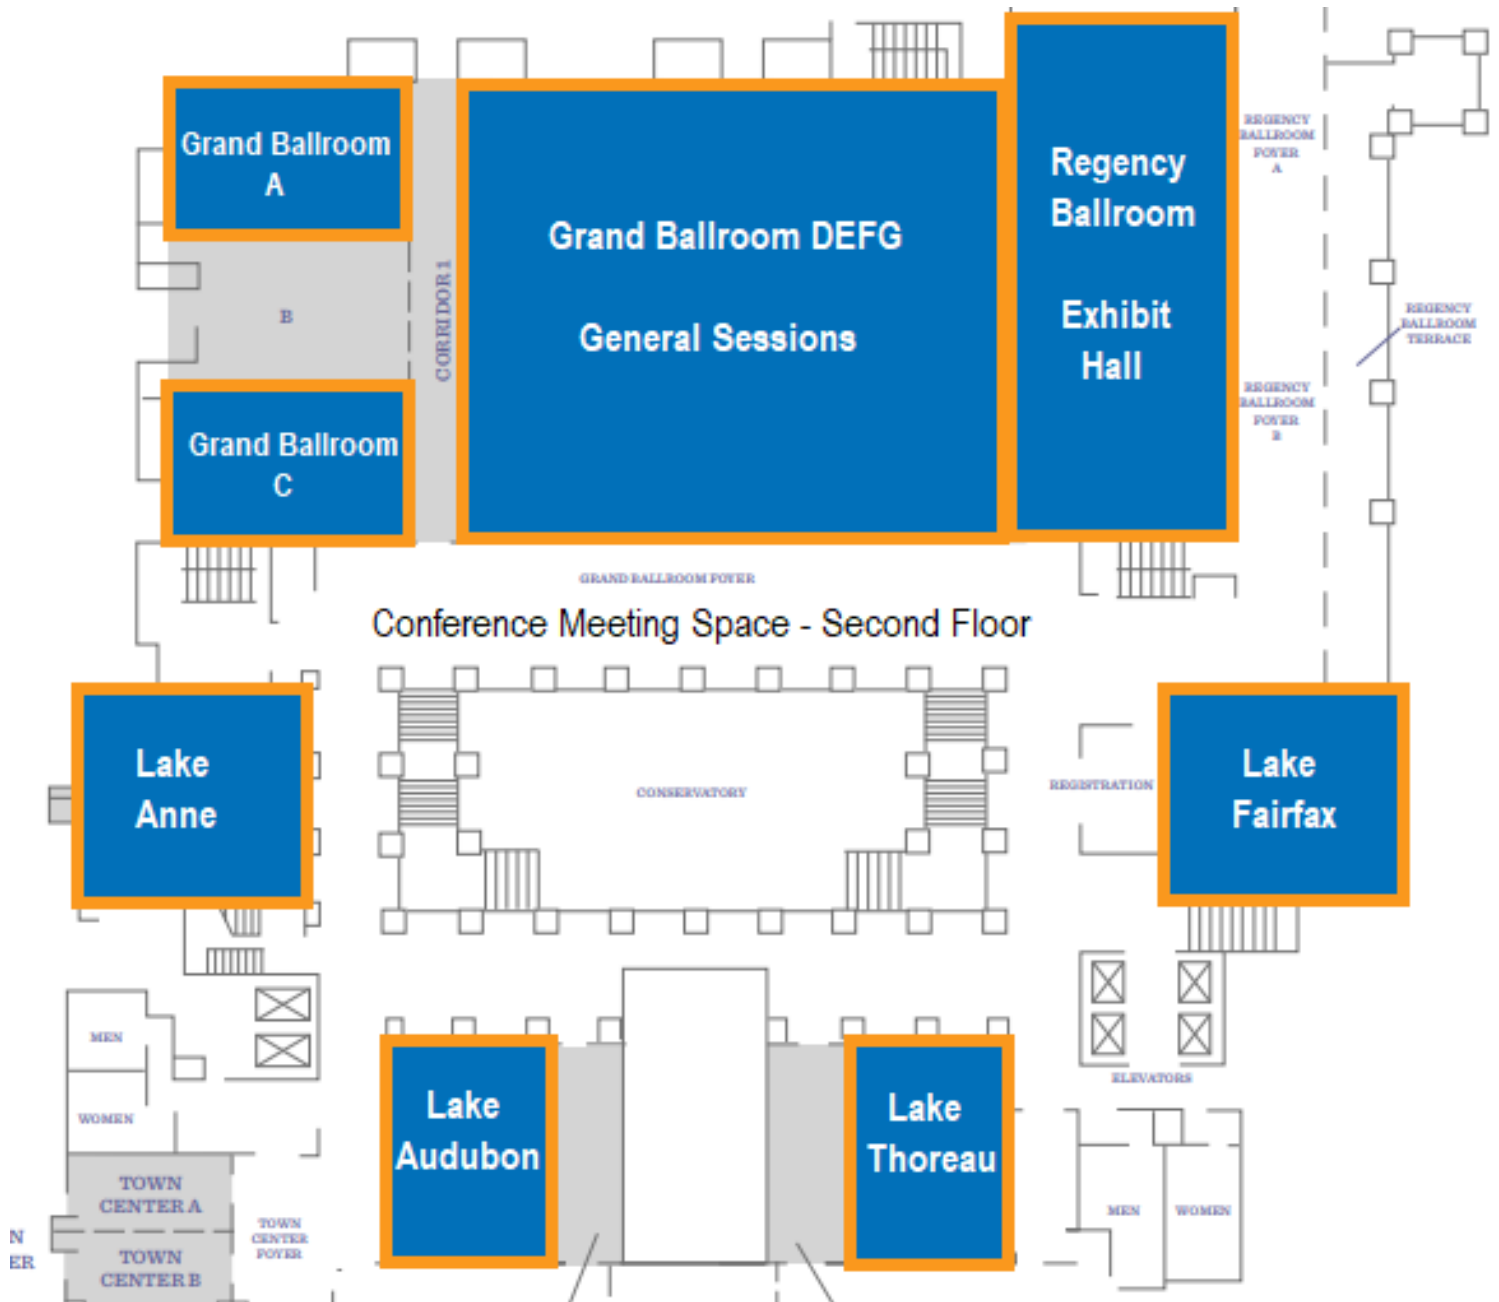 Grand Ballroom
A
Grand Ballroom DEFG
General Sessions
Regency
Ballroom
Exhibit
Hall
REGENCY
BALLROOM
FOYER
A
B
CORRIDOR 1
REGENCY
BALLROOM
TERRACE
REGENCY
BALLROOM
FOYER
B
Grand Ballroom
C
GRAND BALLROOM FOYER
Conference Meeting Space - Second Floor
Lake
Anne
CONSERVATORY
REGISTRATION
Lake
Fairfax
MEN
WOMEN
ELEVATORS
Lake
Audubon
Lake
Thoreau
TOWN
CENTER A
TOWN
CENTER B
TOWN
CENTER
FOYER
N
ER
MEN
WOMEN